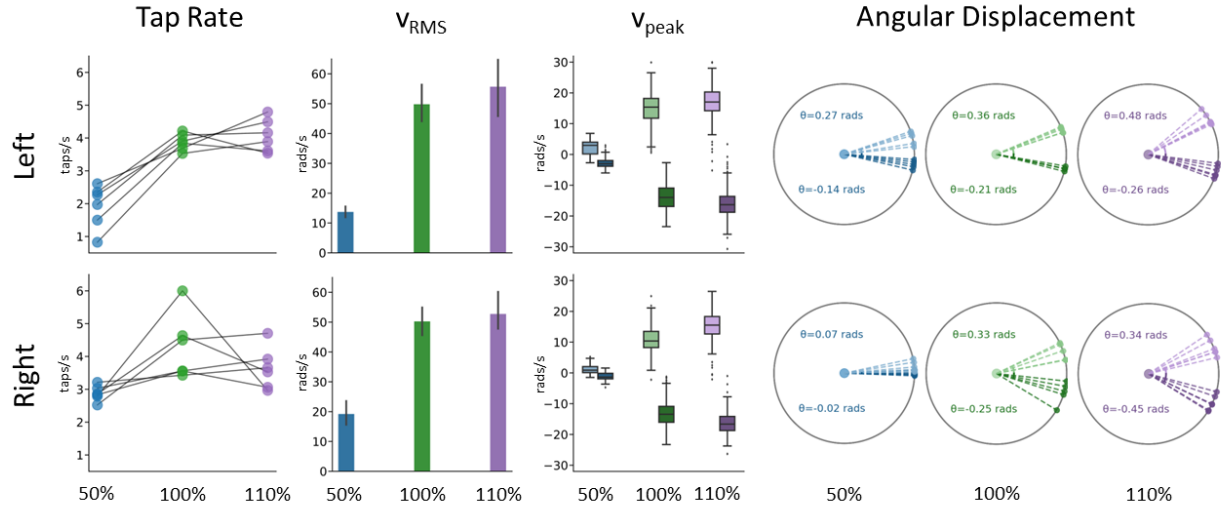 Tap Rate
v_RMS
v_peak
Angular Displacement
Left
taps/s
6
5
4
3
2
1
rads/s
60
50
40
30
20
10
0
rads/s
30
20
10
0
−10
−20
−30
θ=0.27 rads
θ=-0.14 rads
θ=0.36 rads
θ=-0.21 rads
θ=0.48 rads
θ=-0.26 rads
Right
taps/s
6
5
4
3
2
1
rads/s
60
50
40
30
20
10
0
rads/s
30
20
10
0
−10
−20
−30
θ=0.07 rads
θ=-0.02 rads
θ=0.33 rads
θ=-0.25 rads
θ=0.34 rads
θ=-0.45 rads
50% 100% 110%
50% 100% 110%
50% 100% 110%
50% 100% 110%